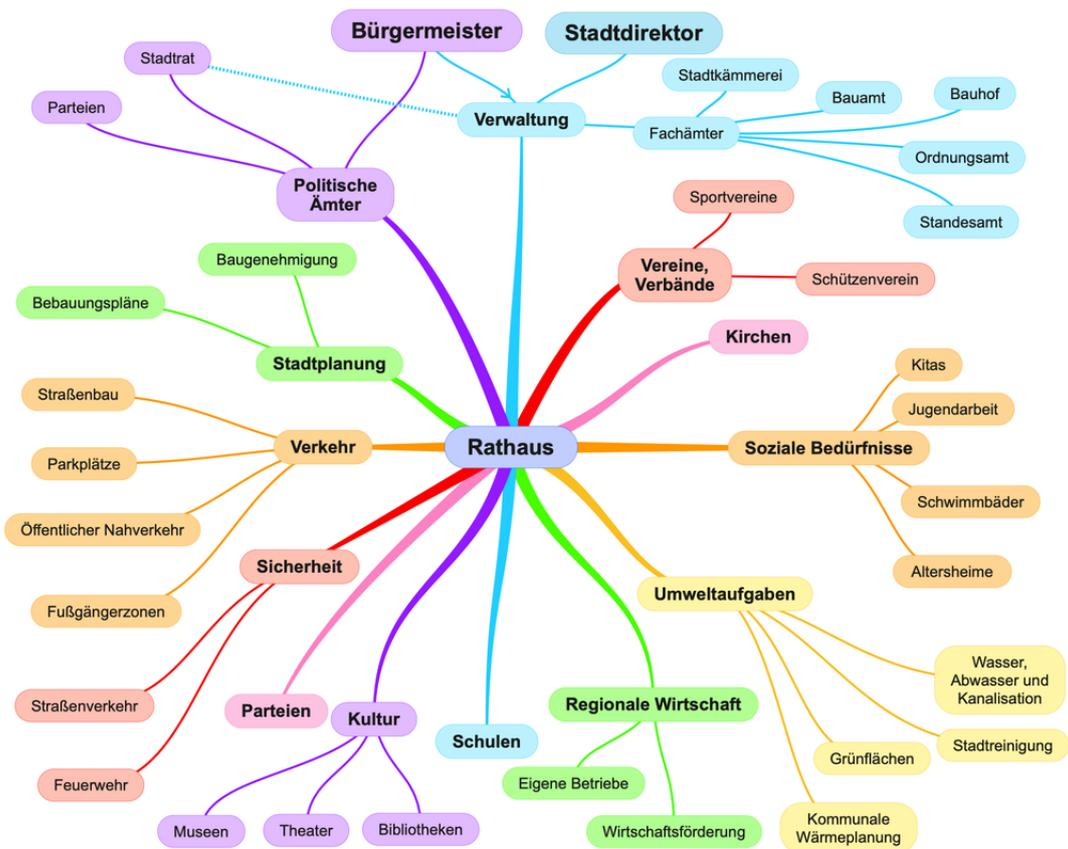 Bürgermeister
Stadtdirektor
Stadtrat
Parteien
Politische
Ämter
Verwaltung
Stadtkämmerei
Fachämter
Bauamt
Bauhof
Ordnungsamt
Standesamt
Sportvereine
Vereine,
Verbände
Schützenverein
Kirchen
Baugenehmigung
Bebauungspläne
Stadtplanung
Straßenbau
Verkehr
Parkplätze
Öffentlicher Nahverkehr
Fußgängerzonen
Rathaus
Soziale Bedürfnisse
Kitas
Jugendarbeit
Schwimmbäder
Altersheime
Sicherheit
Straßenverkehr
Feuerwehr
Parteien
Kultur
Museen
Theater
Bibliotheken
Schulen
Regionale Wirtschaft
Eigene Betriebe
Wirtschaftsförderung
Umweltaufgaben
Wasser,
Abwasser und
Kanalisation
Stadtreinigung
Grünflächen
Kommunale
Wärmeplanung